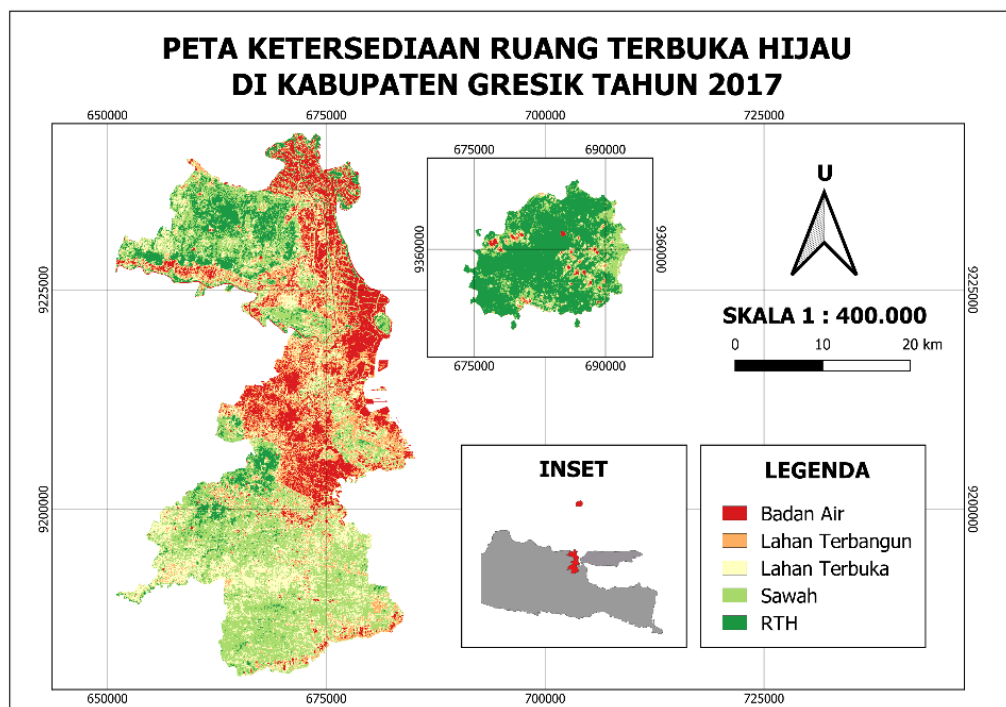 PETA KETERSEDIAAN RUANG TERBUKA HIJAU
DI KABUPATEN GRESIK TAHUN 2017
650000
675000
700000
725000
675000
690000
9360000
9360000
675000
690000
U
9225000
9225000
SKALA 1 : 400.000
0
10
20 km
INSET
LEGENDA
Badan Air
Lahan Terbangun
Lahan Terbuka
Sawah
RTH
9200000
9200000
650000
675000
700000
725000